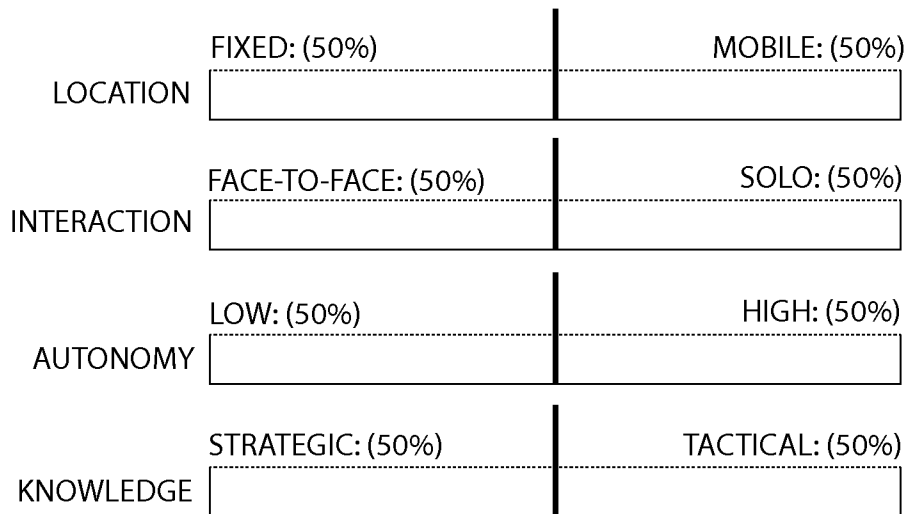 FIXED: (50%) MOBILE: (50%)
LOCATION
FACE-TO-FACE: (50%) SOLO: (50%)
INTERACTION
LOW: (50%) HIGH: (50%)
AUTONOMY
STRATEGIC: (50%) TACTICAL: (50%)
KNOWLEDGE